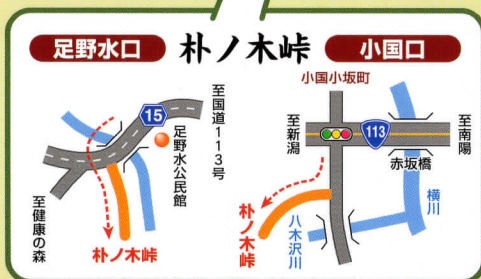 足野水口
朴ノ木峠
小国口
15
至国道113号
足野水公民館
至健康の森
朴ノ木峠
小国小坂町
至新潟
113
至南陽
赤坂橋
横川
八木沢川
朴ノ木峠